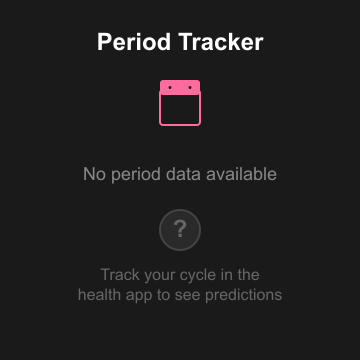 Period Tracker
No period data available
?
Track your cycle in the
health app to see predictions